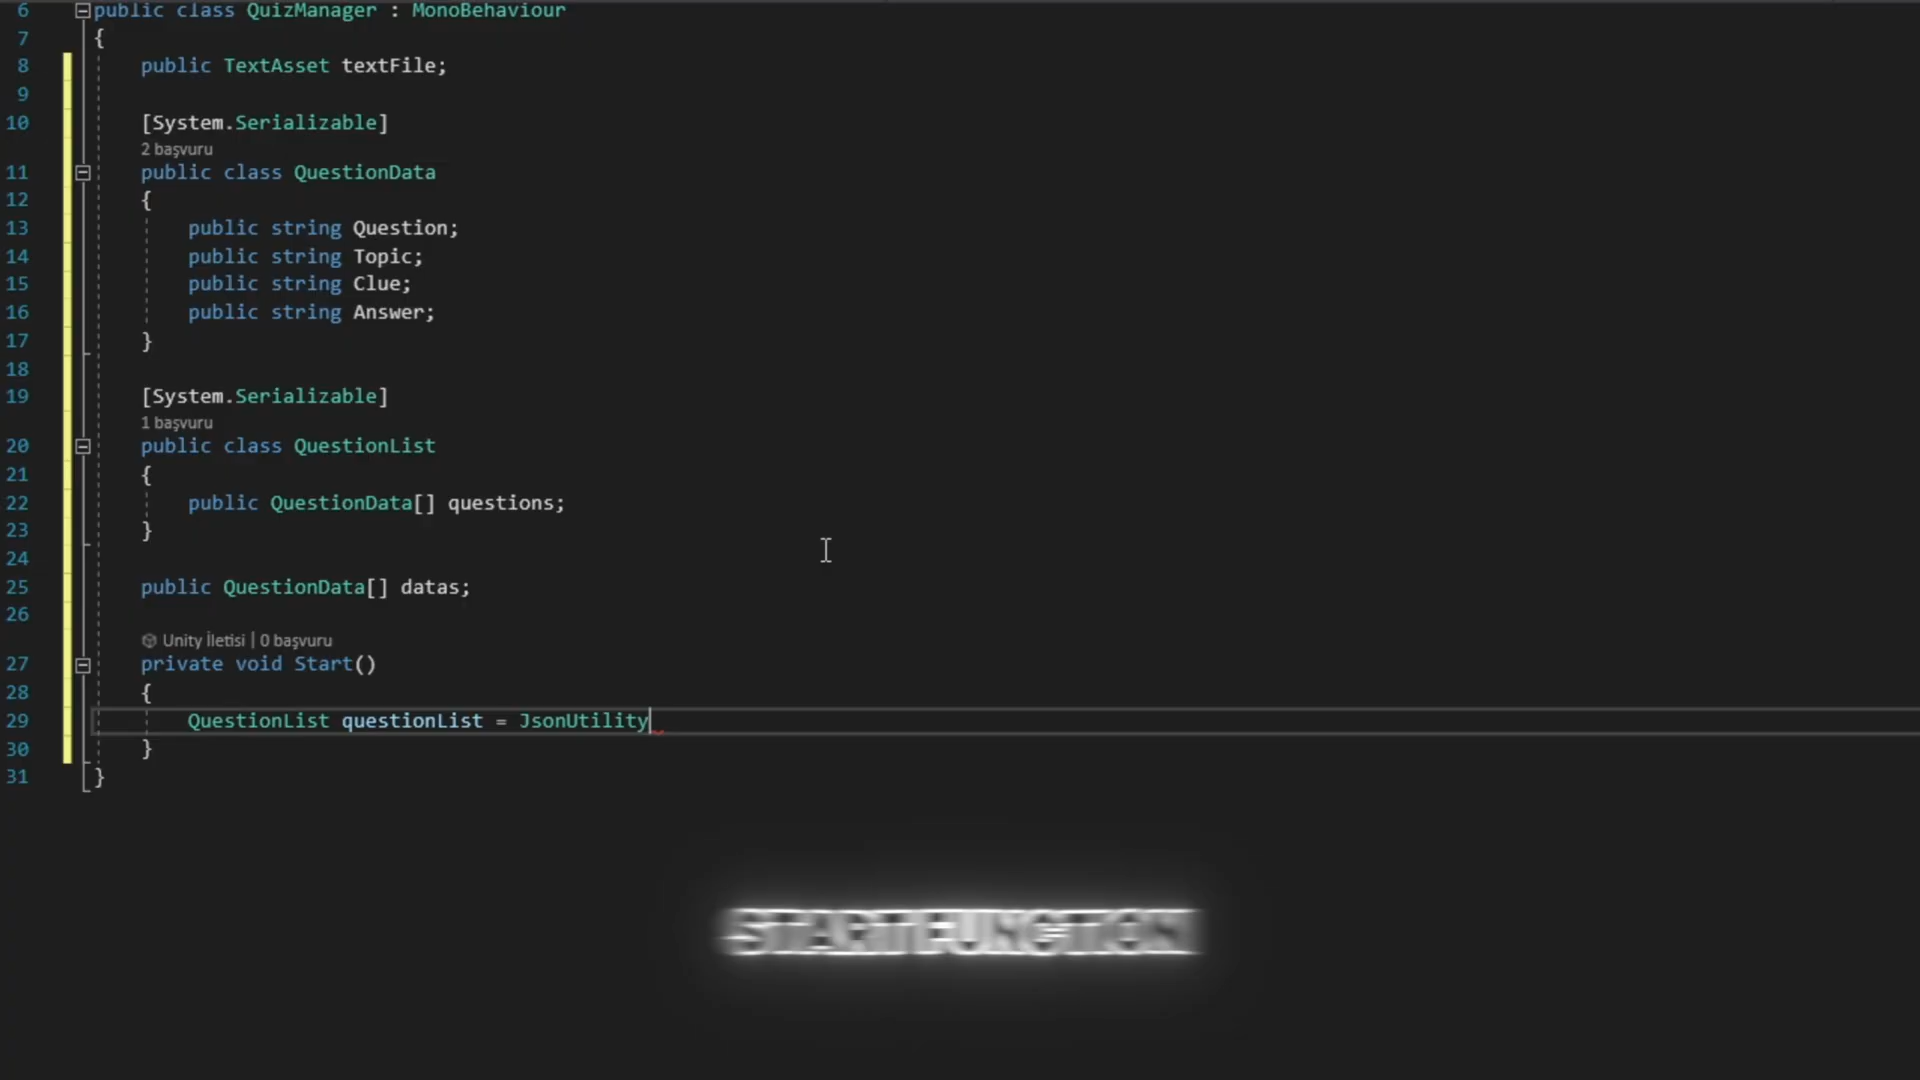 6 public class QuizManager : MonoBehaviour
7 {
8 public TextAsset textFile;
9
10 [System.Serializable]
2 başvuru
11 public class QuestionData
12 {
13 public string Question;
14 public string Topic;
15 public string Clue;
16 public string Answer;
17 }
18
19 [System.Serializable]
1 başvuru
20 public class QuestionList
21 {
22 public QuestionData[] questions;
23 }
24
25 public QuestionData[] datas;
26
Unity İletisi | 0 başvuru
27 private void Start()
28 {
29 QuestionList questionList = JsonUtility
30 }
31 }
START FUNCTION